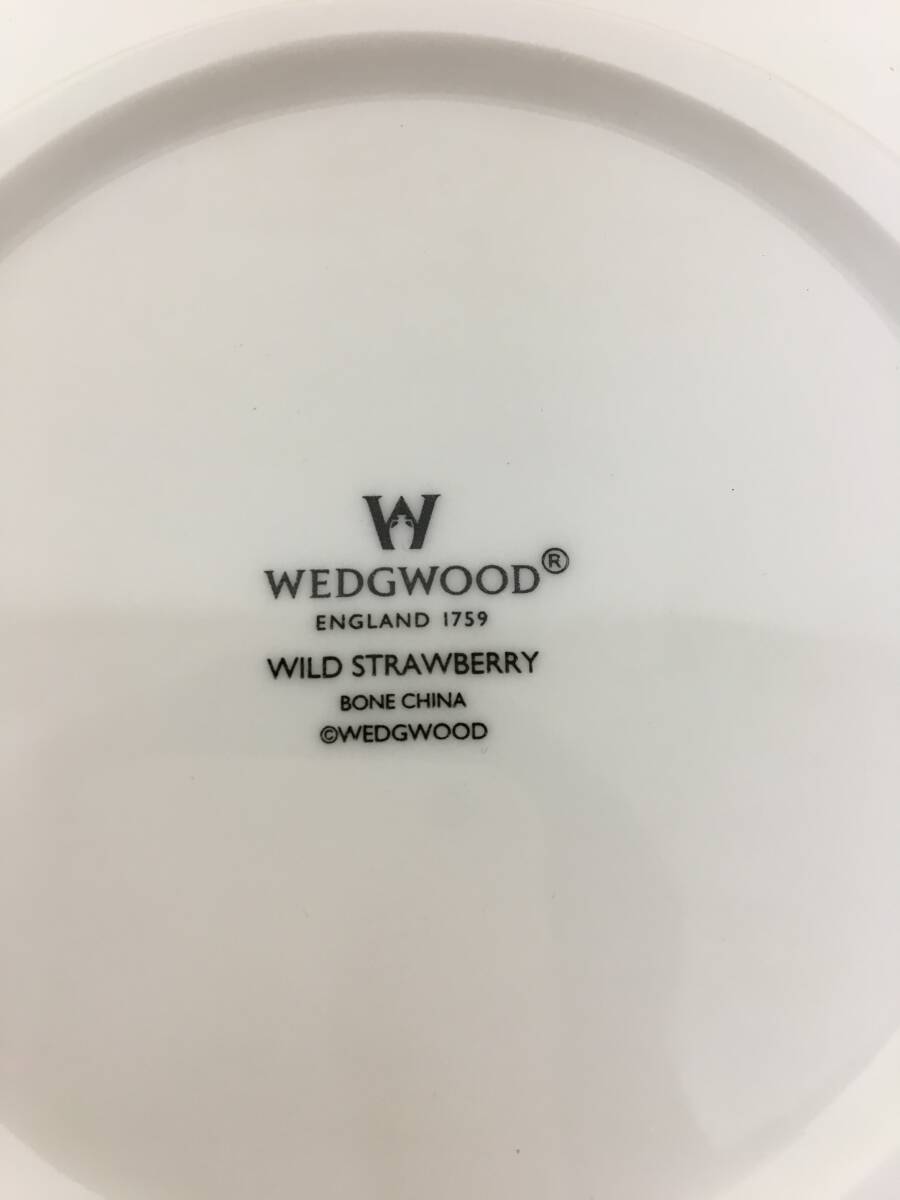 W
WEDGWOOD®
ENGLAND 1759
WILD STRAWBERRY
BONE CHINA
©WEDGWOOD